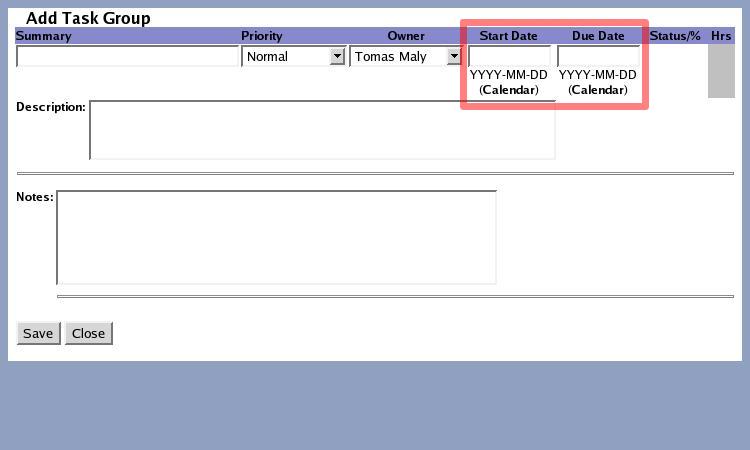 Add Task Group
Summary Priority Owner Start Date Due Date Status/% Hrs
Normal Tomas Maly
YYYY-MM-DD YYYY-MM-DD
(Calendar) (Calendar)
Description:
Notes:
Save Close